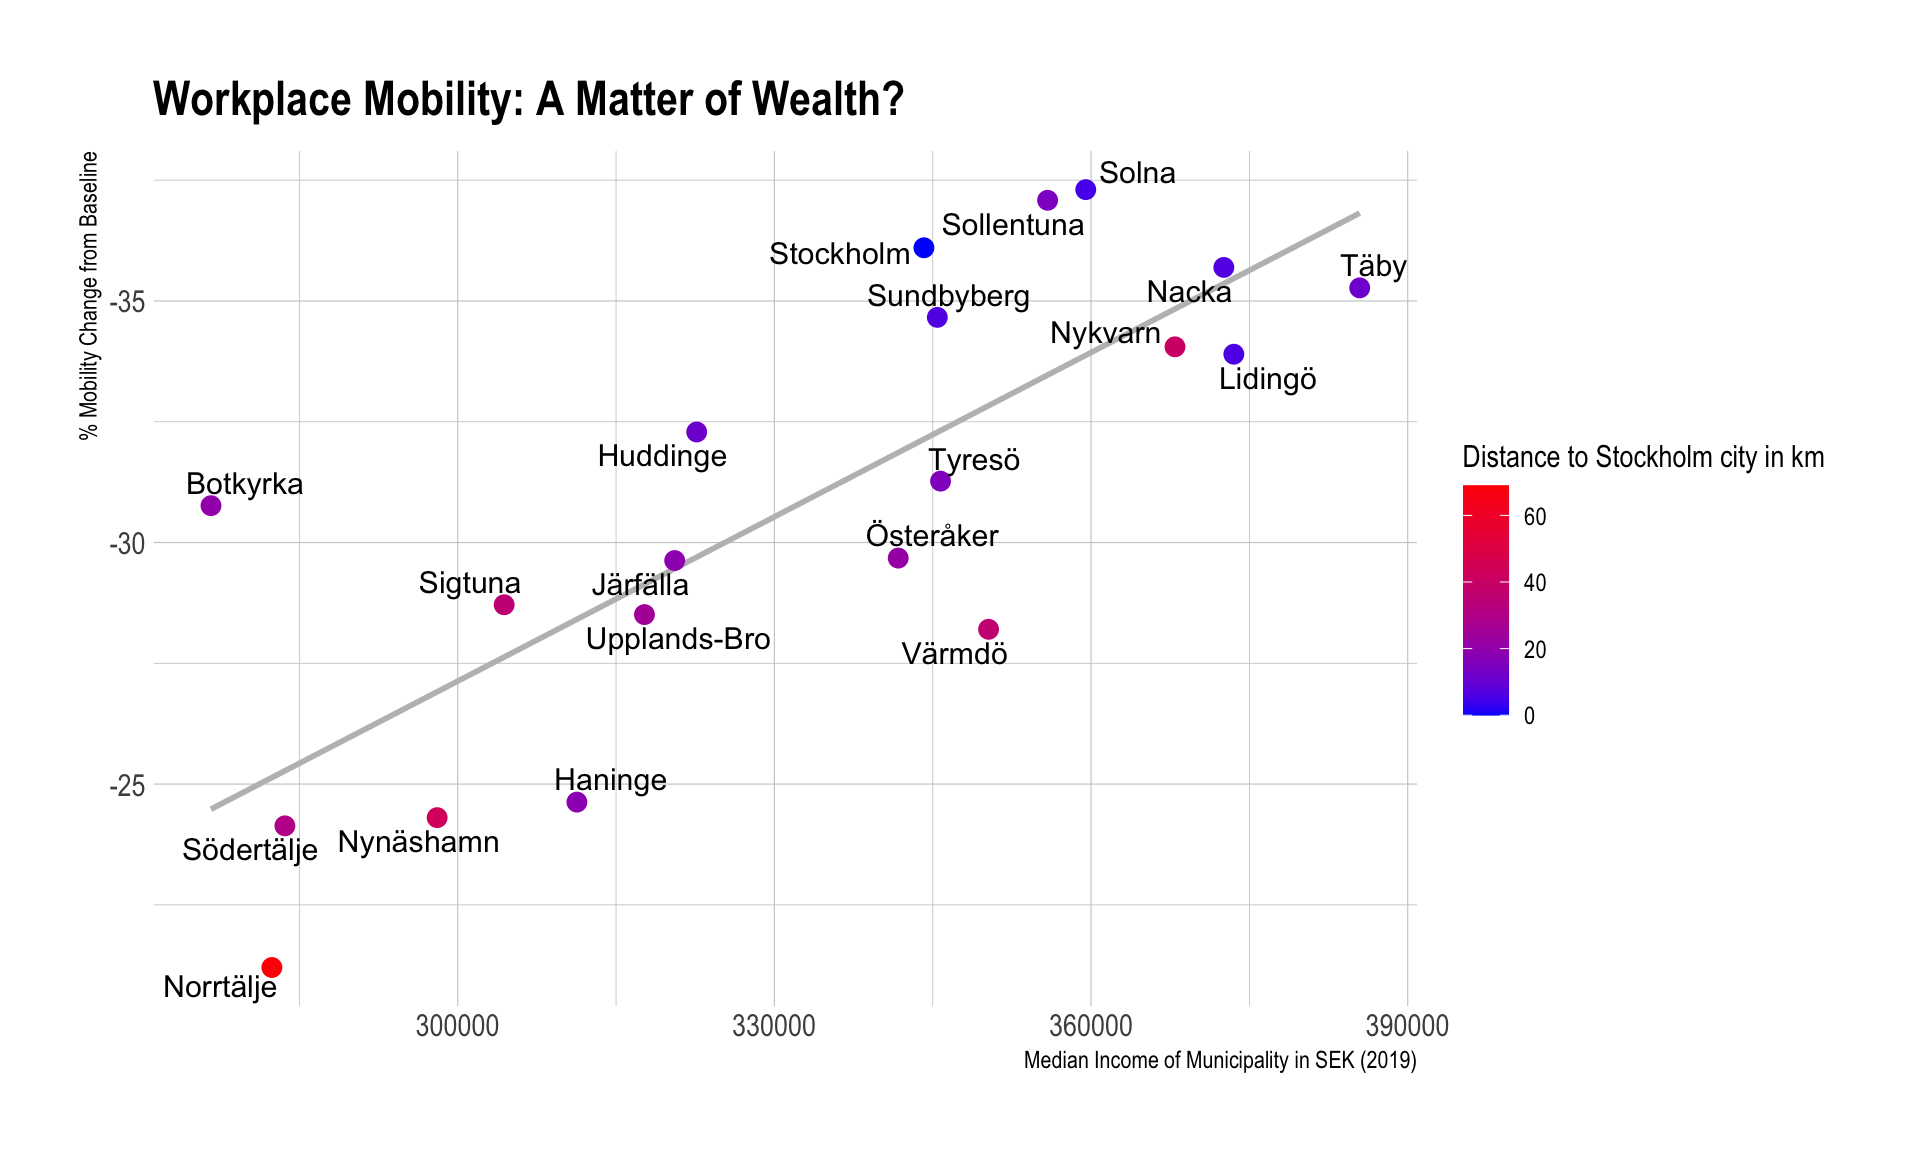 Workplace Mobility: A Matter of Wealth?
% Mobility Change from Baseline
-35
-30
-25
Solna
Sollentuna
Stockholm
Sundbyberg
Nacka
Täby
Nykvarn
Lidingö
Huddinge
Tyresö
Botkyrka
Österåker
Sigtuna
Järfälla
Upplands-Bro
Värmdö
Haninge
Nynäshamn
Södertälje
Norrtälje
300000
330000
360000
390000
Median Income of Municipality in SEK (2019)
Distance to Stockholm city in km
60
40
20
0